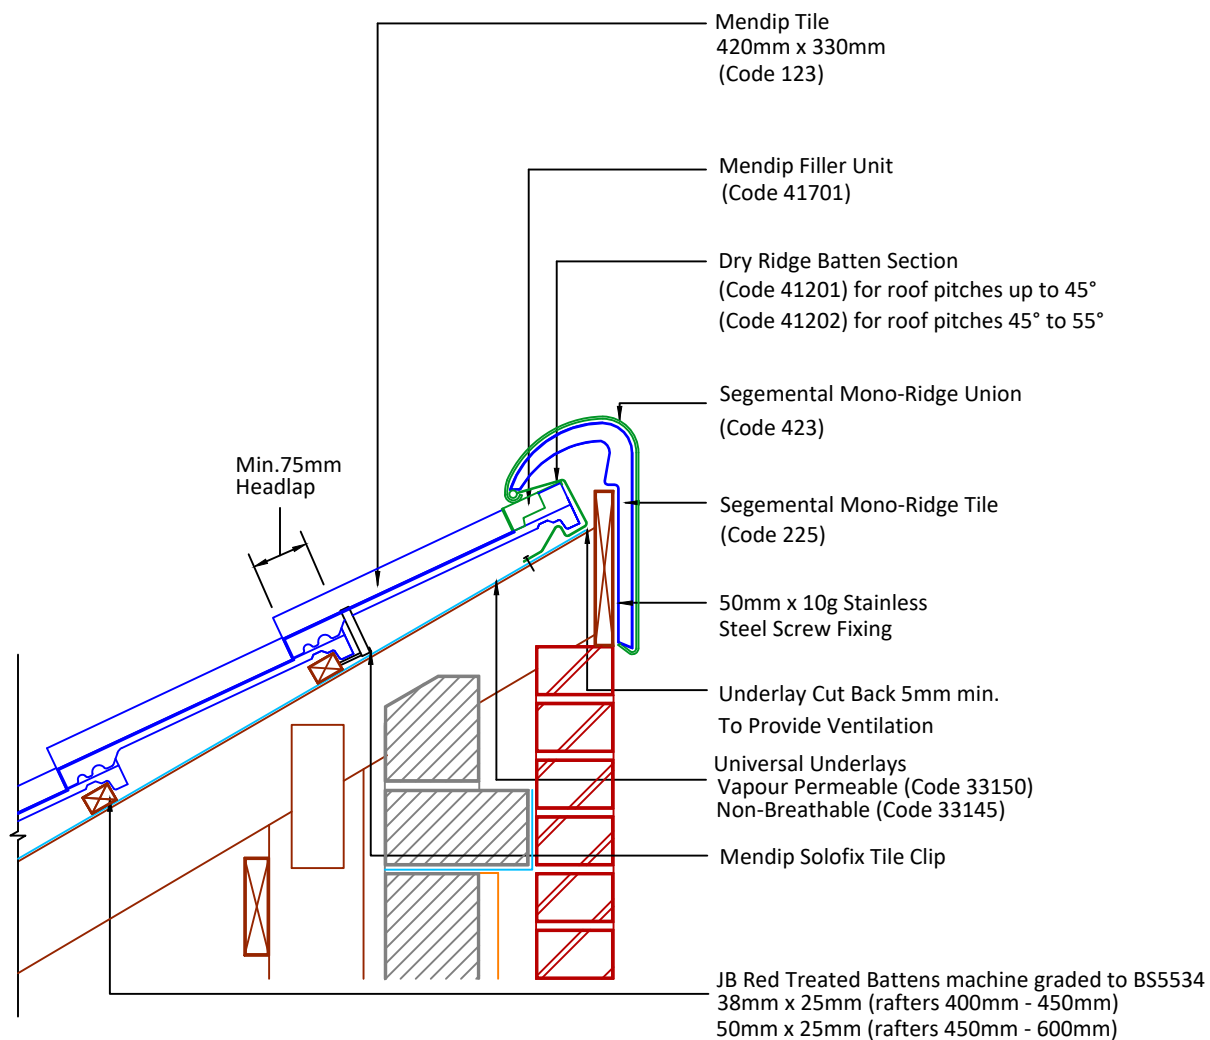 Mendip Tile
420mm x 330mm
(Code 123)
Mendip Filler Unit
(Code 41701)
Dry Ridge Batten Section
(Code 41201) for roof pitches up to 45°
(Code 41202) for roof pitches 45° to 55°
Segemental Mono-Ridge Union
(Code 423)
Min.75mm
Headlap
Segemental Mono-Ridge Tile
(Code 225)
50mm x 10g Stainless
Steel Screw Fixing
Underlay Cut Back 5mm min.
To Provide Ventilation
Universal Underlays
Vapour Permeable (Code 33150)
Non-Breathable (Code 33145)
Mendip Solofix Tile Clip
JB Red Treated Battens machine graded to BS5534
38mm x 25mm (rafters 400mm - 450mm)
50mm x 25mm (rafters 450mm - 600mm)